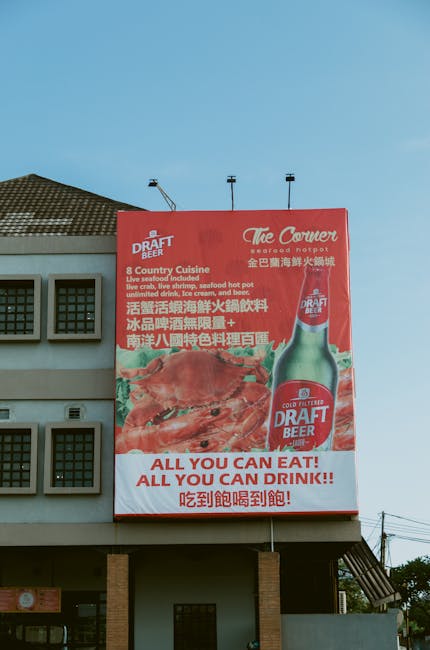 DRAFT
BEER
The Corner
seafood hotpot
金巴蘭海鮮火鍋城
8 Country Cuisine
Live seafood included
live crab, live shrimp, seafood hot pot
unlimited drink, Ice cream, and beer.
活蟹活蝦海鮮火鍋飲料
冰品啤酒無限量+
南洋八國特色料理百匯
DRAFT
BEER
COLD FILTERED
DRAFT
BEER
ALL YOU CAN EAT!
ALL YOU CAN DRINK!!
吃到飽喝到飽!